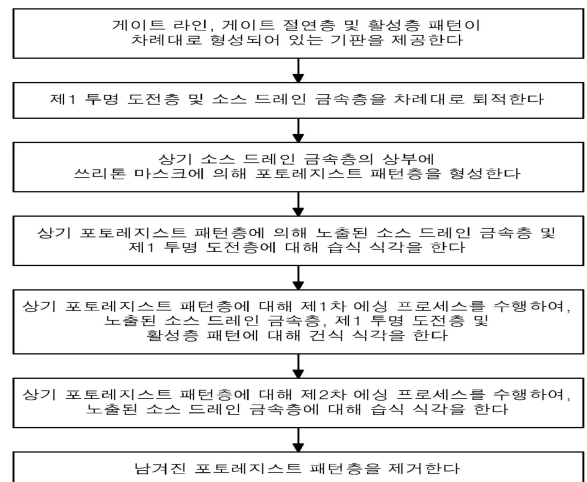 게이트 라인, 게이트 절연층 및 활성층 패턴이
차례대로 형성되어 있는 기판을 제공한다
제1 투명 도전층 및 소스 드레인 금속층을 차례대로 퇴적한다
상기 소스 드레인 금속층의 상부에
쓰리톤 마스크에 의해 포토레지스트 패턴층을 형성한다
상기 포토레지스트 패턴층에 의해 노출된 소스 드레인 금속층 및
제1 투명 도전층에 대해 습식 식각을 한다
상기 포토레지스트 패턴층에 대해 제1차 에싱 프로세스를 수행하여,
노출된 소스 드레인 금속층, 제1 투명 도전층 및
활성층 패턴에 대해 건식 식각을 한다
상기 포토레지스트 패턴층에 대해 제2차 에싱 프로세스를 수행하여,
노출된 소스 드레인 금속층에 대해 습식 식각을 한다
남겨진 포토레지스트 패턴층을 제거한다